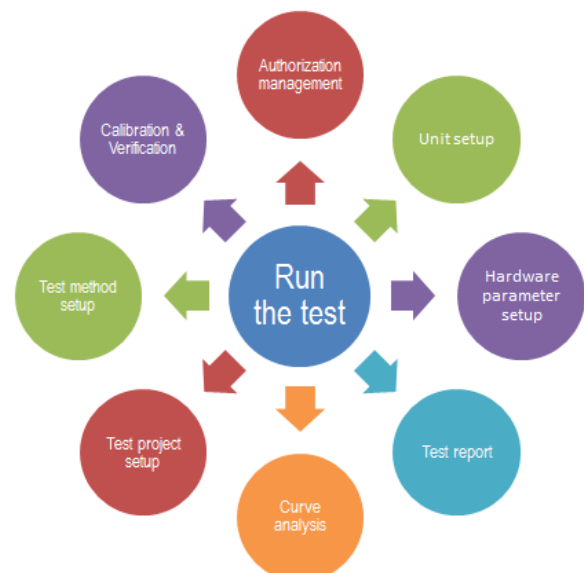 Authorization
management
Unit setup
Hardware
parameter
setup
Test report
Curve
analysis
Test project
setup
Test method
setup
Calibration &
Verification
Run
the test